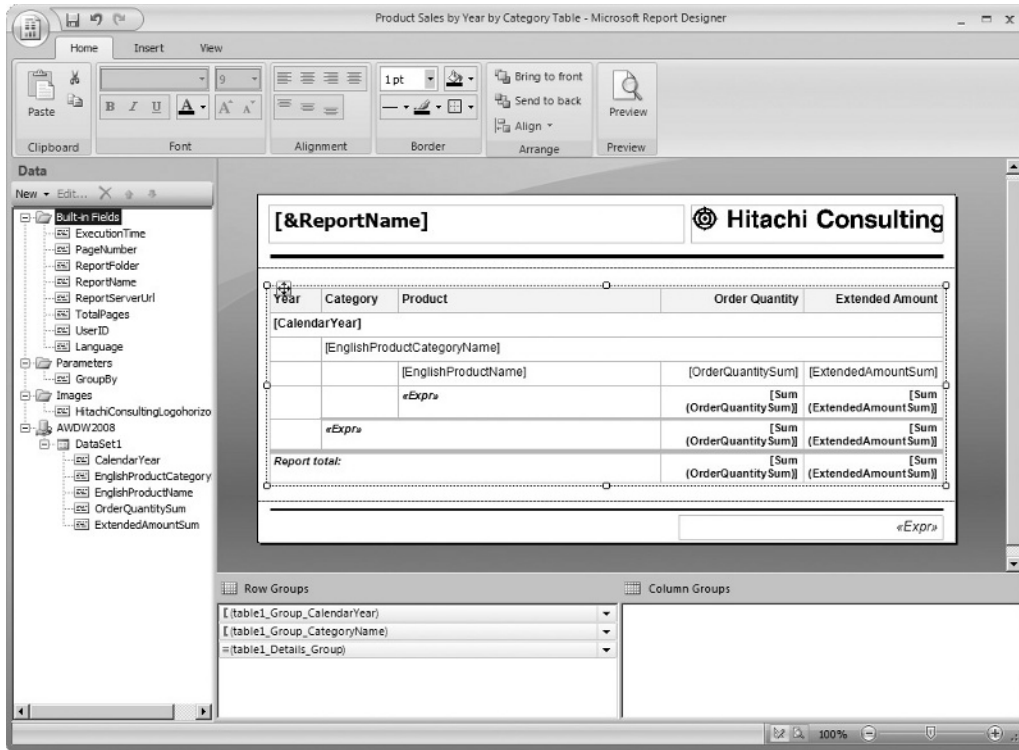 Product Sales by Year by Category Table - Microsoft Report Designer
Home Insert View
Paste
9
B I U A A A
1 pt
Bring to front
Send to back
Align
Preview
Clipboard Font Alignment Border Arrange Preview
Data
New Edit...
Built-in Fields
ExecutionTime
PageNumber
ReportFolder
ReportName
ReportServerUrl
TotalPages
UserID
Language
Parameters
GroupBy
Images
HitachiConsultingLogohorizo
AWDW2008
DataSet1
CalendarYear
EnglishProductCategory
EnglishProductName
OrderQuantitySum
ExtendedAmountSum
[&ReportName]
Hitachi Consulting
Year Category Product Order Quantity Extended Amount
[CalendarYear]
[EnglishProductCategoryName]
[EnglishProductName] [OrderQuantitySum] [ExtendedAmountSum]
«Expr» [Sum (OrderQuantitySum)] [Sum (ExtendedAmountSum)]
«Expr» [Sum (OrderQuantitySum)] [Sum (ExtendedAmountSum)]
Report total: [Sum (OrderQuantitySum)] [Sum (ExtendedAmountSum)]
«Expr»
Row Groups
(table1_Group_CalendarYear)
(table1_Group_CategoryName)
(table1_Details_Group)
Column Groups
100%